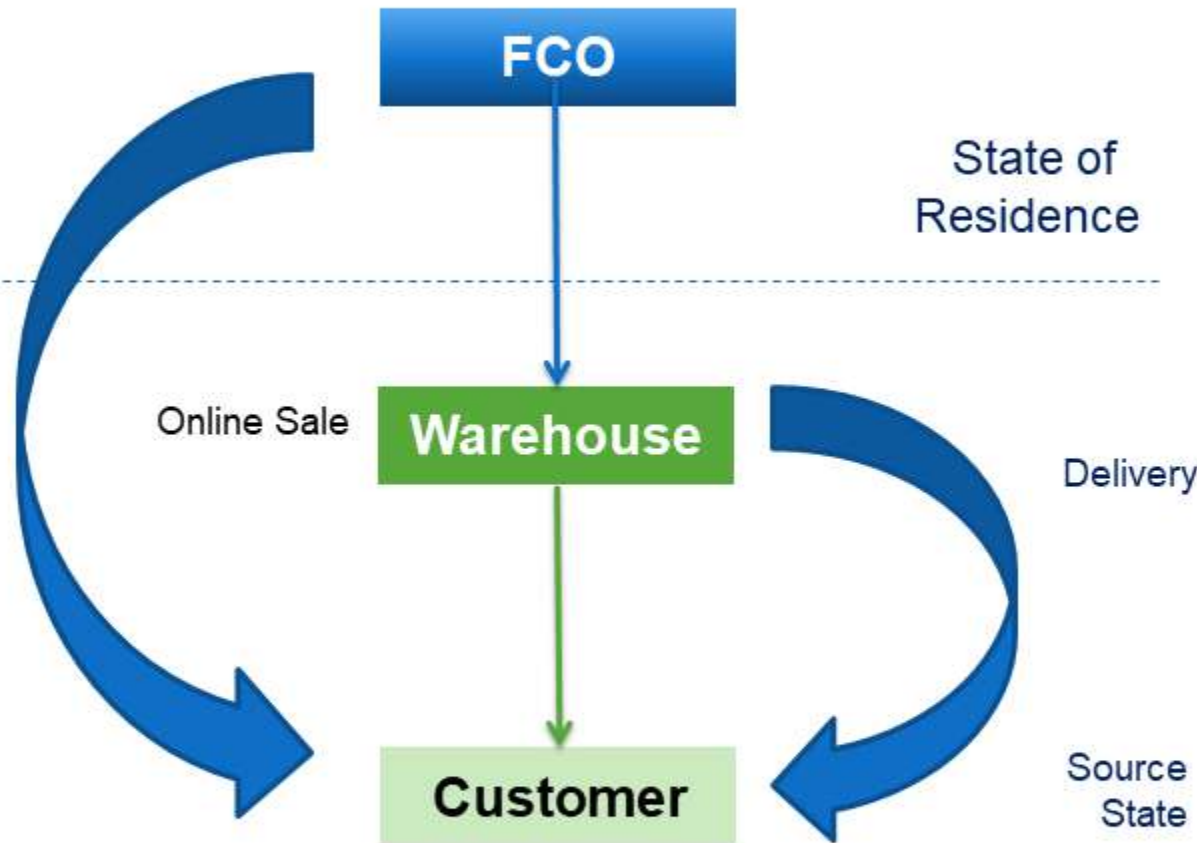 FCO
State of
Residence
Online Sale
Warehouse
Delivery
Customer
Source
State